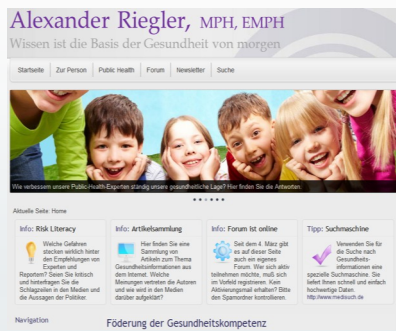 Alexander Riegler, MPH, EMPH
Wissen ist die Basis der Gesundheit von morgen
Startseite Zur Person Public Health Forum Newsletter Suche
Wie verbessern unsere Public-Health-Experten ständig unsere gesundheitliche Lage? Hier finden Sie die Antworten.
Aktuelle Seite: Home
Info: Risk Literacy
Welche Gefahren
stecken wirklich hinter
den Empfehlungen von
Experten und
Reportern? Seien Sie kritisch
und hinterfragen Sie die
Schlagzeilen in den Medien und
die Aussagen der Politiker.
Info: Artikelsammlung
Hier finden Sie eine
Sammlung von
Artikeln zum Thema
Gesundheitsinformationen aus
dem Internet. Welche
Meinungen vertreten die Autoren
und wie wird in den Medien
darüber aufgeklärt?
Info: Forum ist online
Seit dem 4. März gibt
es auf dieser Seite
auch ein eigenes
Forum. Wer sich aktiv
teilnehmen möchte, muß sich
im Vorfeld registrieren. Kein
Aktivierungsmail erhalten? Bitte
den Spamordner kontrollieren.
Tipp: Suchmaschine
Verwenden Sie für
die Suche nach
Gesundheits-
informationen eine
spezielle Suchmaschine. Sie
liefert Ihnen schnell und einfach
hochwertige Daten.
http://www.medisuch.de
Navigation
Föderung der Gesundheitskompetenz